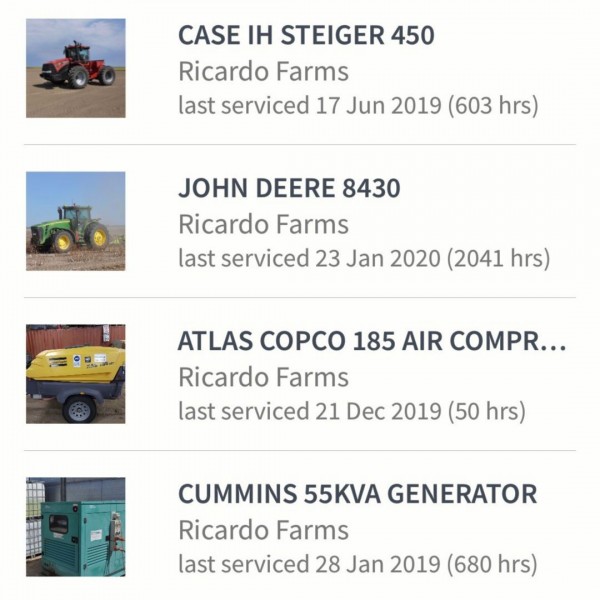 CASE IH STEIGER 450
Ricardo Farms
last serviced 17 Jun 2019 (603 hrs)
JOHN DEERE 8430
Ricardo Farms
last serviced 23 Jan 2020 (2041 hrs)
ATLAS COPCO 185 AIR COMPR…
Ricardo Farms
last serviced 21 Dec 2019 (50 hrs)
CUMMINS 55KVA GENERATOR
Ricardo Farms
last serviced 28 Jan 2019 (680 hrs)